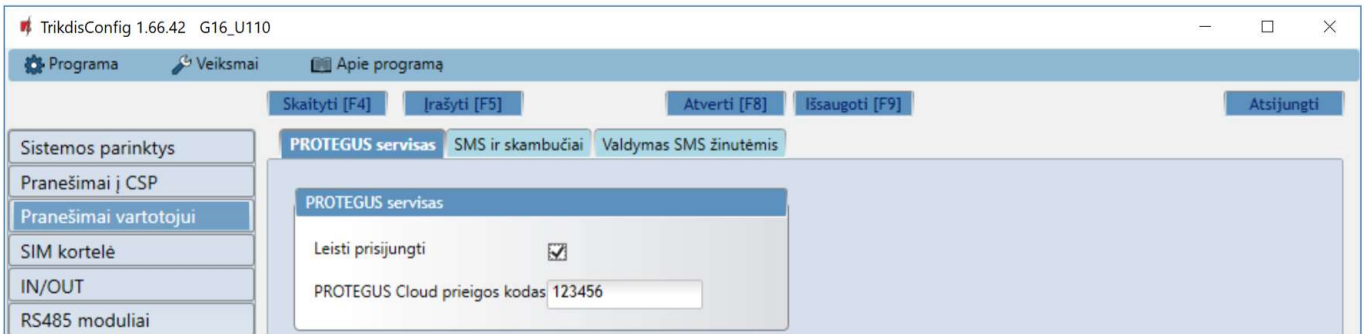 TrikdisConfig 1.66.42 G16_U110
Programa Veiksmai Apie programą
Skaityti [F4] Įrašyti [F5] Atverti [F8] Išsaugoti [F9] Atsijungti
Sistemos parinktys
Pranešimai į CSP
Pranešimai vartotojui
SIM kortelė
IN/OUT
RS485 moduliai
PROTEGUS servisas SMS ir skambučiai Valdymas SMS žinutėmis
PROTEGUS servisas
Leisti prisijungti
PROTEGUS Cloud prieigos kodas 123456